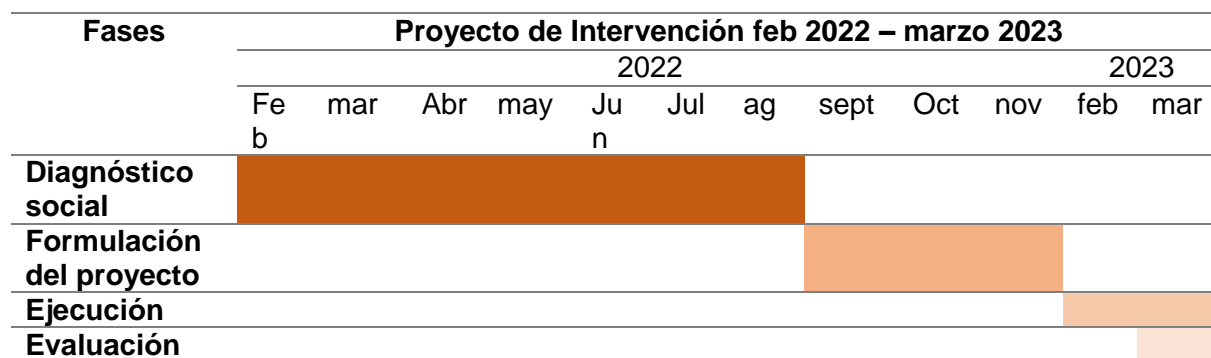 Fases Proyecto de Intervención feb 2022 – marzo 2023
2022 2023
Fe mar Abr may Ju Jul ag sept Oct nov feb mar
b n
Diagnóstico
social
Formulación
del proyecto
Ejecución
Evaluación